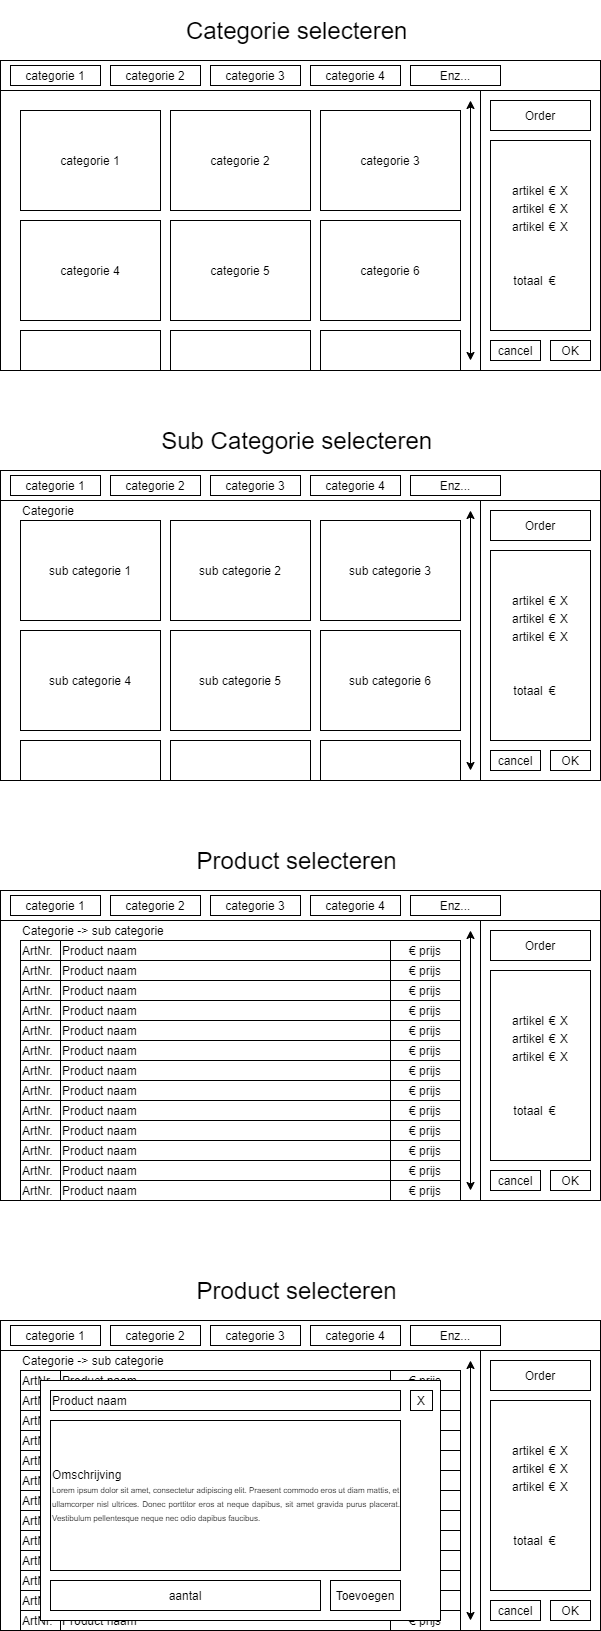 Categorie selecteren
categorie 1 categorie 2 categorie 3 categorie 4 Enz...
Order
categorie 1 categorie 2 categorie 3
artikel € X
artikel € X
artikel € X
categorie 4 categorie 5 categorie 6
totaal €
cancel OK
Sub Categorie selecteren
categorie 1 categorie 2 categorie 3 categorie 4 Enz...
Categorie
Order
sub categorie 1 sub categorie 2 sub categorie 3
artikel € X
artikel € X
artikel € X
sub categorie 4 sub categorie 5 sub categorie 6
totaal €
cancel OK
Product selecteren
categorie 1 categorie 2 categorie 3 categorie 4 Enz...
Categorie -> sub categorie
ArtNr. Product naam € prijs
ArtNr. Product naam € prijs
ArtNr. Product naam € prijs
ArtNr. Product naam € prijs
ArtNr. Product naam € prijs
ArtNr. Product naam € prijs
ArtNr. Product naam € prijs
ArtNr. Product naam € prijs
ArtNr. Product naam € prijs
ArtNr. Product naam € prijs
ArtNr. Product naam € prijs
ArtNr. Product naam € prijs
ArtNr. Product naam € prijs
Order
artikel € X
artikel € X
artikel € X
totaal €
cancel OK
Product selecteren
categorie 1 categorie 2 categorie 3 categorie 4 Enz...
Categorie -> sub categorie
Product naam X
Omschrijving
Lorem ipsum dolor sit amet, consectetur adipiscing elit. Praesent commodo eros ut diam mattis, et
ullamcorper nisl ultrices. Donec porttitor eros at neque dapibus, sit amet gravida purus placerat.
Vestibulum pellentesque neque nec odio dapibus faucibus.
aantal Toevoegen
Order
artikel € X
artikel € X
artikel € X
totaal €
cancel OK